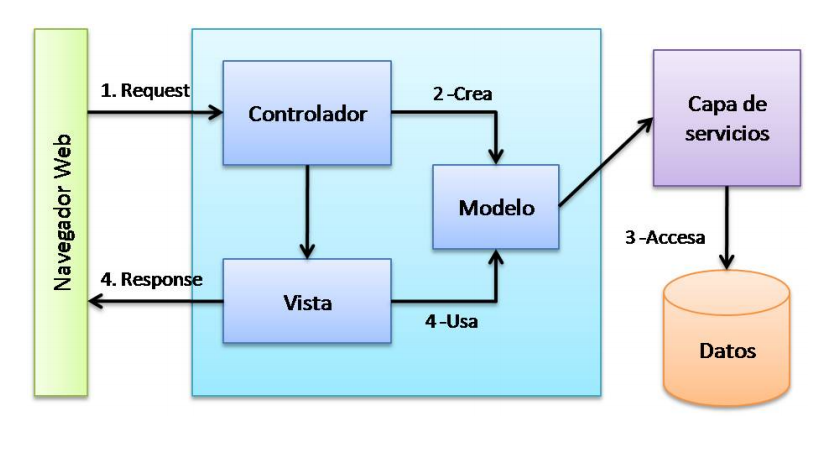 Navegador Web
1. Request
Controlador
2 -Crea
Modelo
Capa de
servicios
3 -Accesa
Datos
4. Response
Vista
4 -Usa